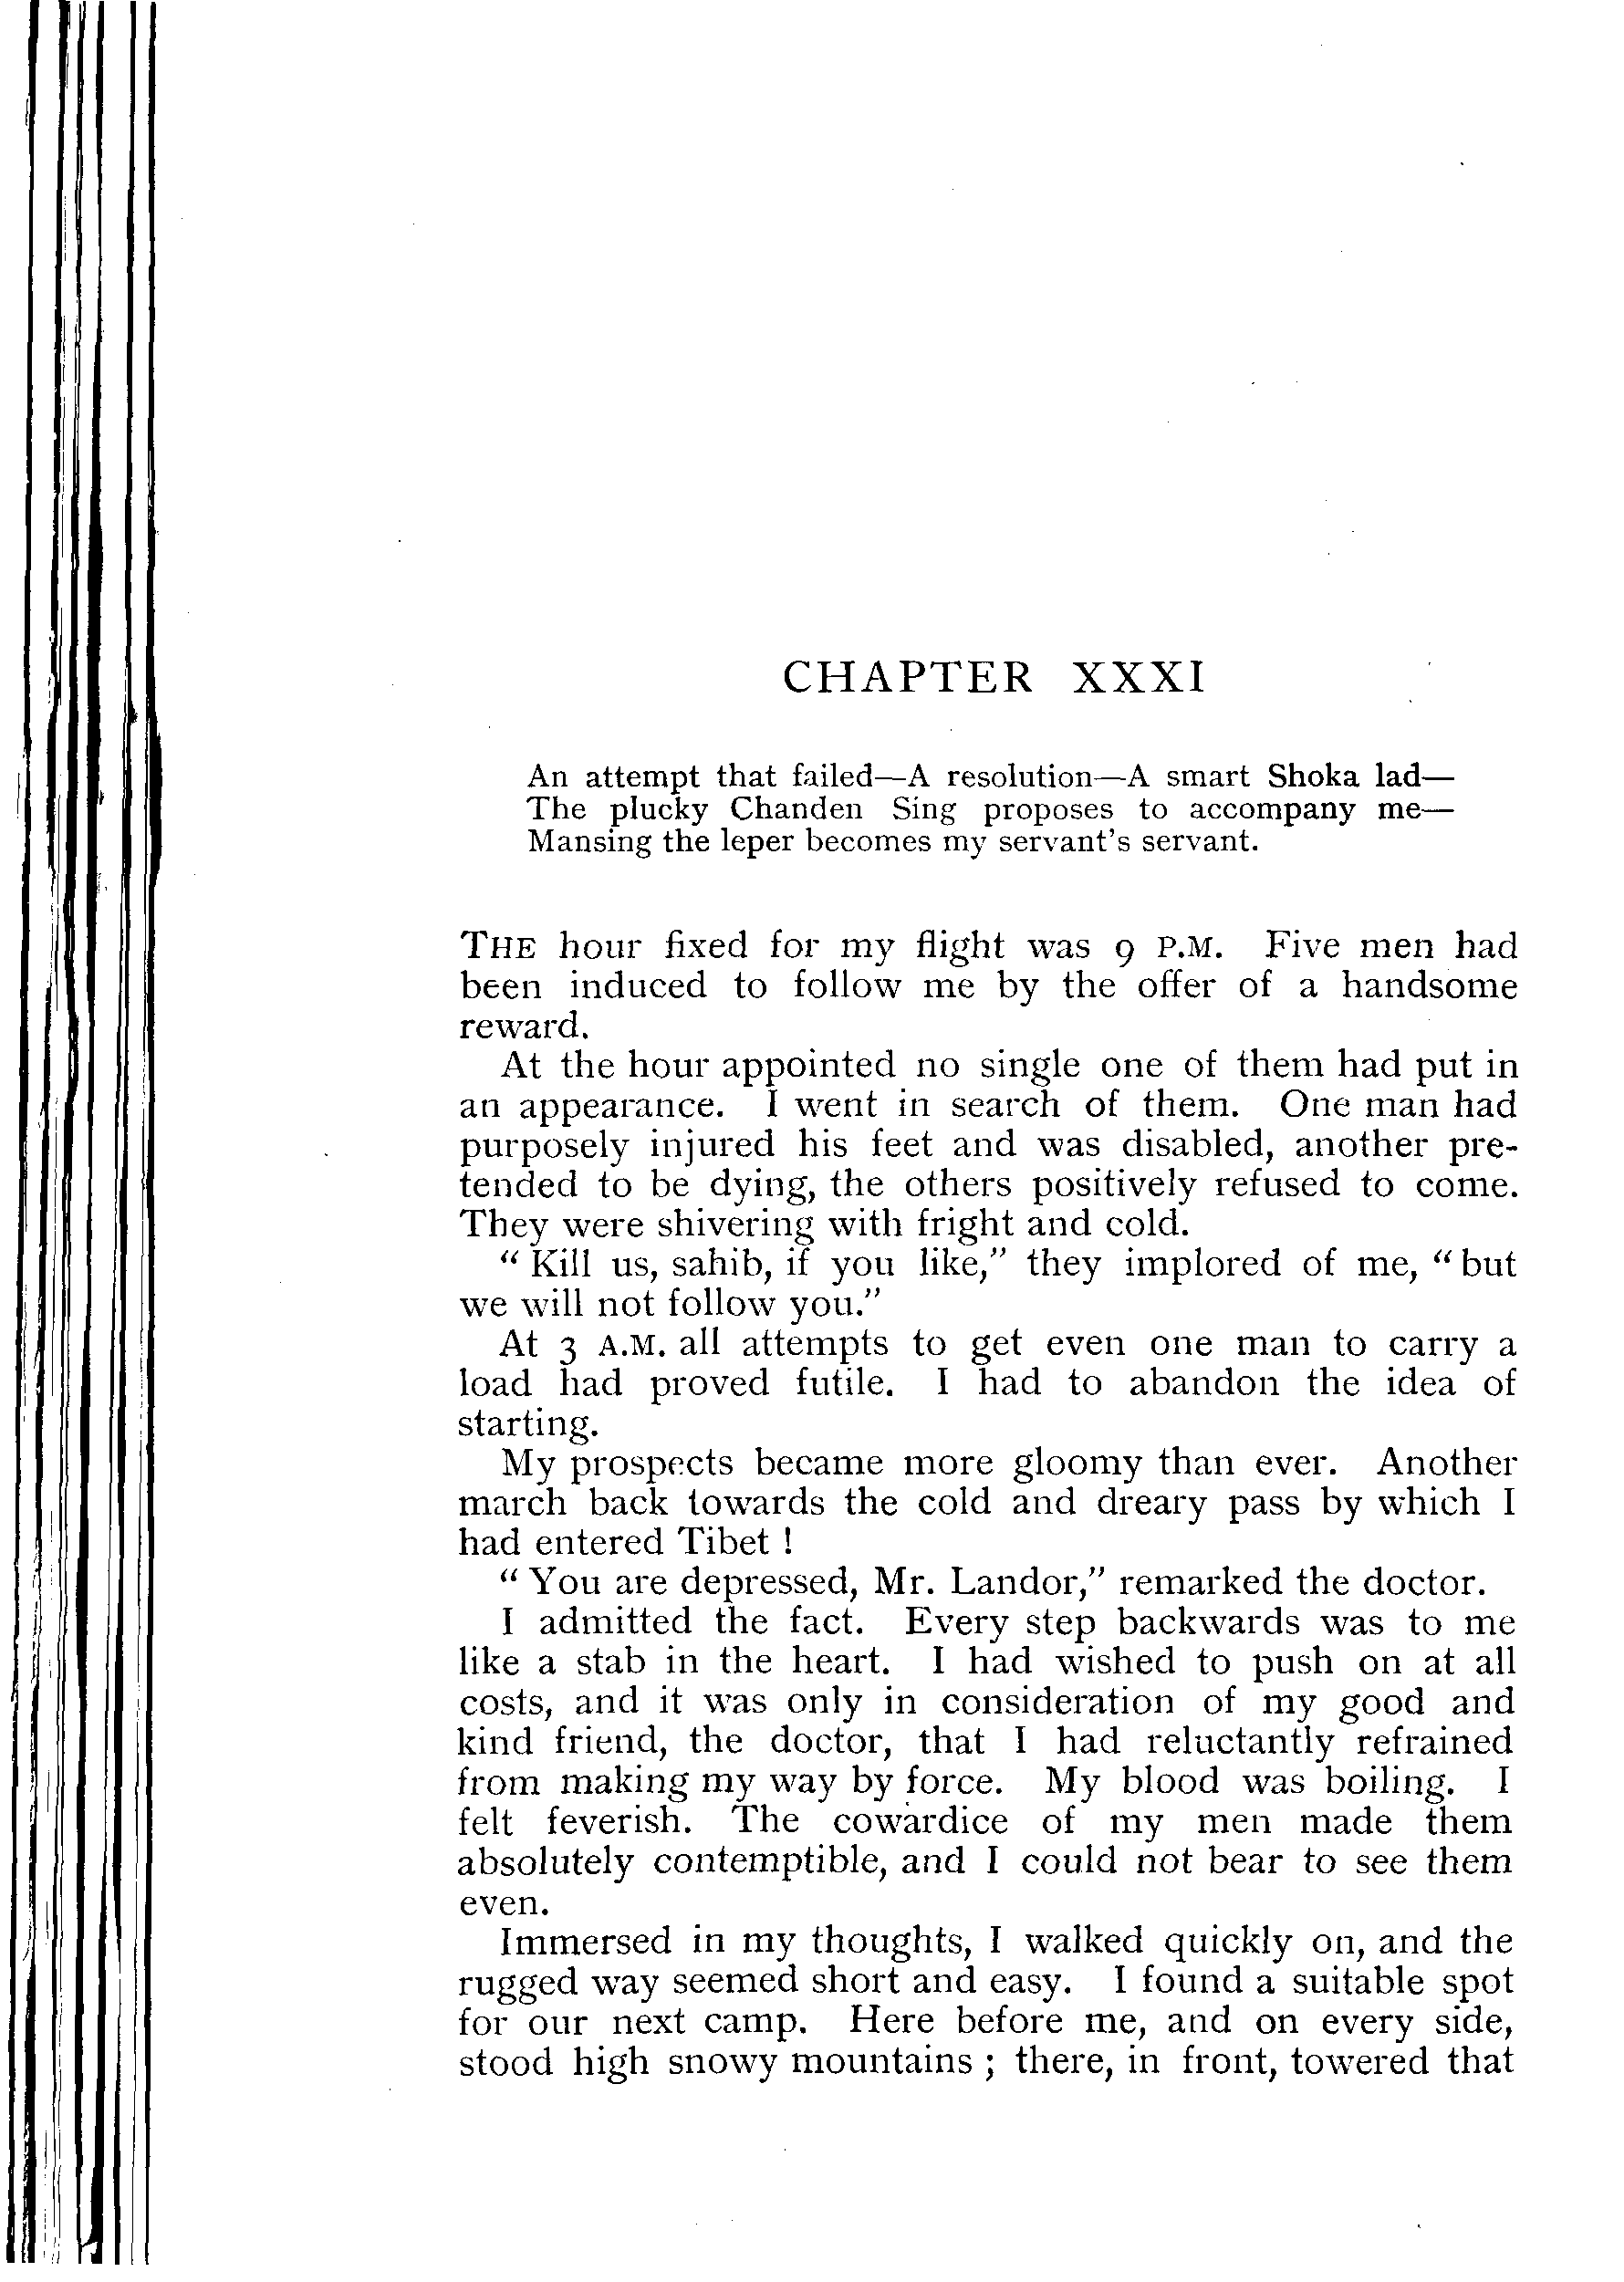 CHAPTER XXXI
An attempt that failed—A resolution—A smart Shoka lad—
The plucky Chanden Sing proposes to accompany me—
Mansing the leper becomes my servant's servant.
THE hour fixed for my flight was 9 P.M. Five men had
been induced to follow me by the offer of a handsome
reward.
At the hour appointed no single one of them had put in
an appearance. I went in search of them. One man had
purposely injured his feet and was disabled, another pre-
tended to be dying, the others positively refused to come.
They were shivering with fright and cold.
“ Kill us, sahib, if you like,” they implored of me, “ but
we will not follow you.”
At 3 A.M. all attempts to get even one man to carry a
load had proved futile. I had to abandon the idea of
starting.
My prospects became more gloomy than ever. Another
march back towards the cold and dreary pass by which I
had entered Tibet !
“ You are depressed, Mr. Landor,” remarked the doctor.
I admitted the fact. Every step backwards was to me
like a stab in the heart. I had wished to push on at all
costs, and it was only in consideration of my good and
kind friend, the doctor, that I had reluctantly refrained
from making my way by force. My blood was boiling. I
felt feverish. The cowardice of my men made them
absolutely contemptible, and I could not bear to see them
even.
Immersed in my thoughts, I walked quickly on, and the
rugged way seemed short and easy. I found a suitable spot
for our next camp. Here before me, and on every side,
stood high snowy mountains ; there, in front, towered that